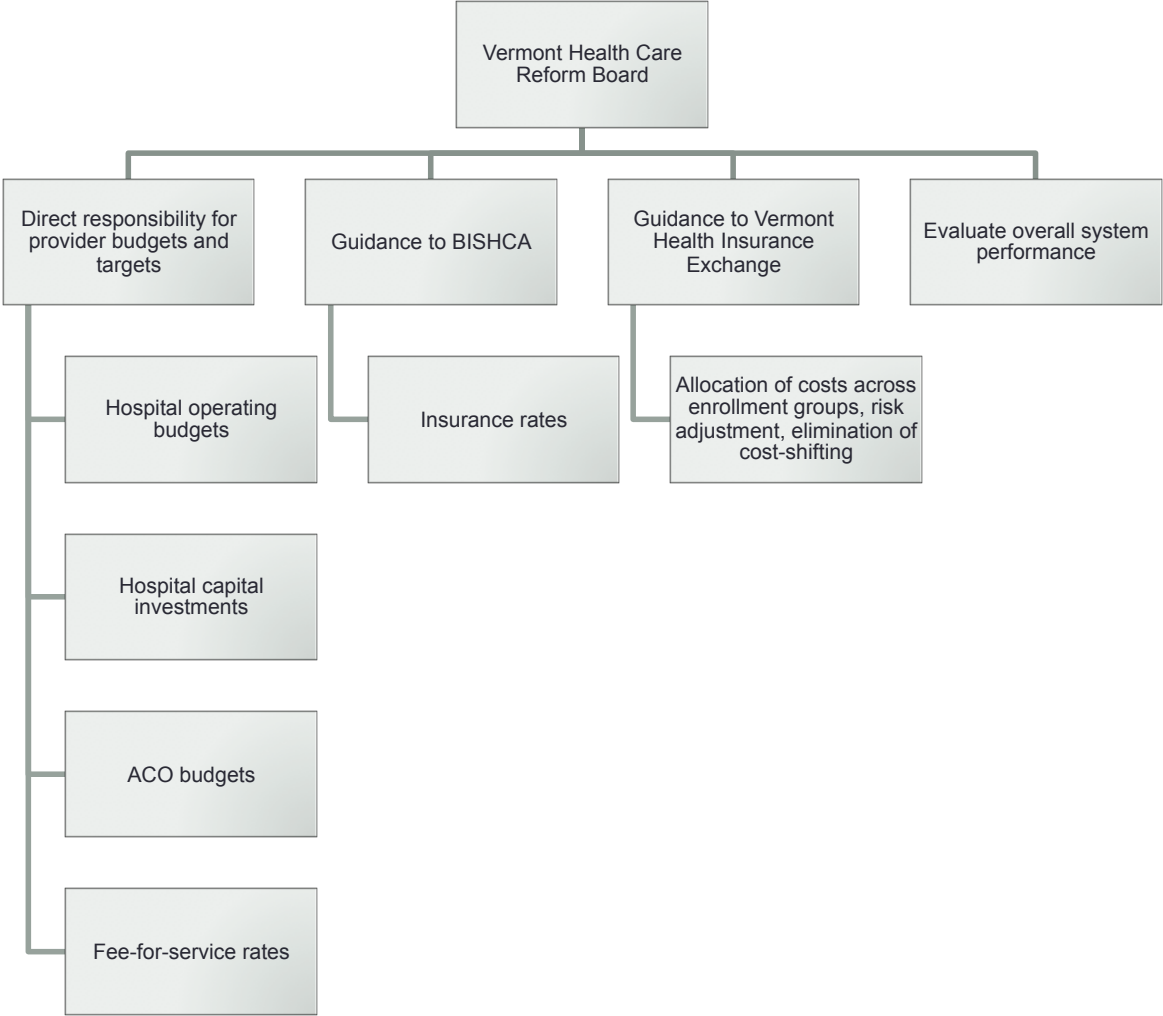 Vermont Health Care
Reform Board
Direct responsibility for
provider budgets and
targets
Guidance to BISHCA
Guidance to Vermont
Health Insurance
Exchange
Evaluate overall system
performance
Hospital operating
budgets
Insurance rates
Allocation of costs across
enrollment groups, risk
adjustment, elimination of
cost-shifting
Hospital capital
investments
ACO budgets
Fee-for-service rates